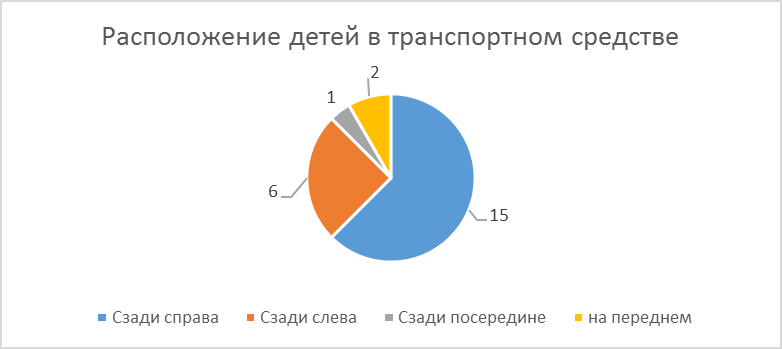 Расположение детей в транспортном средстве
2
1
6
15
Сзади справа Сзади слева Сзади посередине на переднем